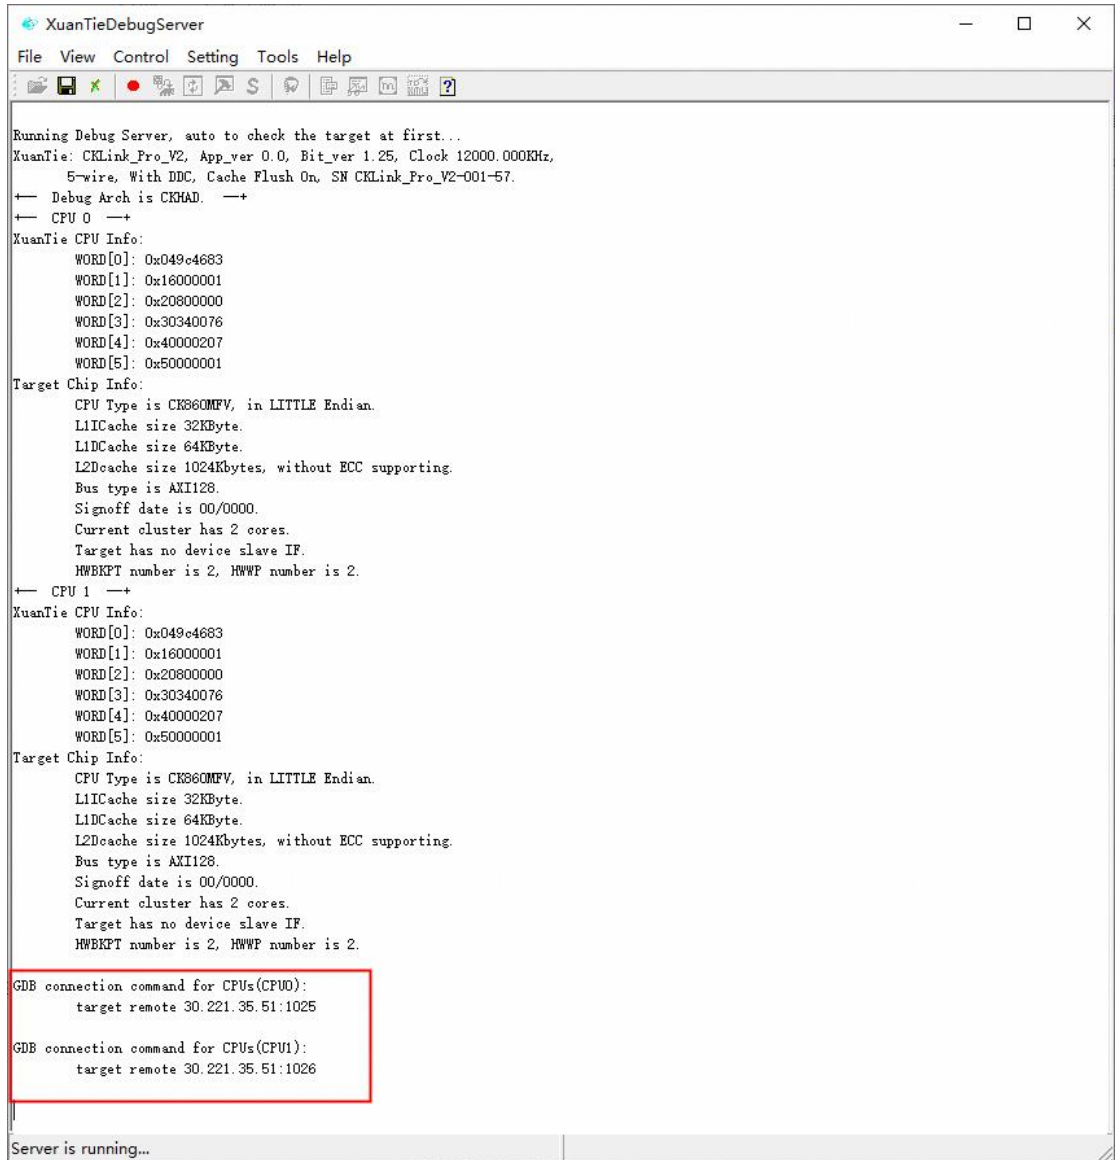 XuanTieDebugServer
File View Control Setting Tools Help
Running Debug Server, auto to check the target at first...
XuanTie: CKLink_Pro_V2, App_ver 0.0, Bit_ver 1.25, Clock 12000.000KHz,
5-wire, With DDC, Cache Flush On, SN CKLink_Pro_V2-001-57.
+-- Debug Arch is CKHAD. --+
+-- CPU 0 --+
XuanTie CPU Info:
WORD[0]: 0x049c4683
WORD[1]: 0x16000001
WORD[2]: 0x20800000
WORD[3]: 0x30340076
WORD[4]: 0x40000207
WORD[5]: 0x50000001
Target Chip Info:
CPU Type is CK860MFV, in LITTLE Endian.
L1ICache size 32KByte.
L1DCache size 64KByte.
L2Dcache size 1024Kbytes, without ECC supporting.
Bus type is AXI128.
Signoff date is 00/0000.
Current cluster has 2 cores.
Target has no device slave IF.
HWBKPT number is 2, HWWP number is 2.
+-- CPU 1 --+
XuanTie CPU Info:
WORD[0]: 0x049c4683
WORD[1]: 0x16000001
WORD[2]: 0x20800000
WORD[3]: 0x30340076
WORD[4]: 0x40000207
WORD[5]: 0x50000001
Target Chip Info:
CPU Type is CK860MFV, in LITTLE Endian.
L1ICache size 32KByte.
L1DCache size 64KByte.
L2Dcache size 1024Kbytes, without ECC supporting.
Bus type is AXI128.
Signoff date is 00/0000.
Current cluster has 2 cores.
Target has no device slave IF.
HWBKPT number is 2, HWWP number is 2.
GDB connection command for CPUs(CPU0):
target remote 30.221.35.51:1025
GDB connection command for CPUs(CPU1):
target remote 30.221.35.51:1026
Server is running...